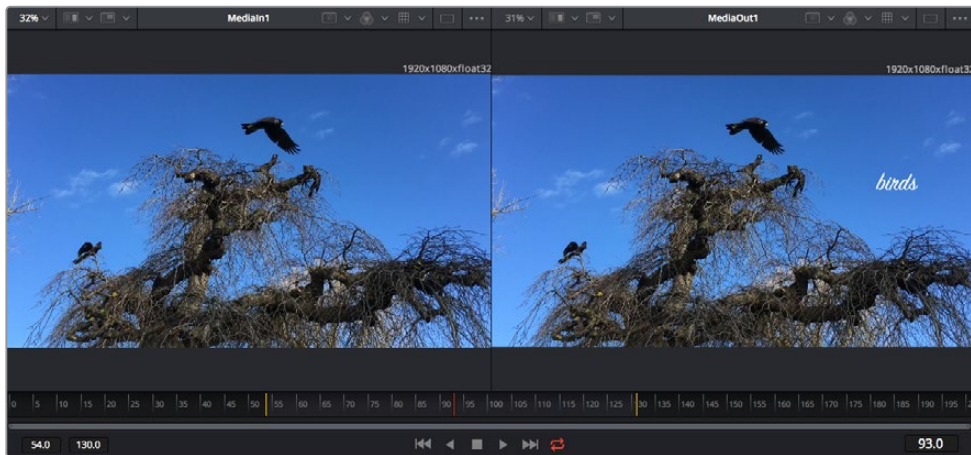 32% MediaIn1 31% MediaOut1
1920x1080xfloat32 1920x1080xfloat32
birds
0 5 10 15 20 25 30 35 40 45 50 55 60 65 70 75 80 85 90 95 100 105 110 115 120 125 130 135 140 145 150 155 160 165 170 175 180 185 190 195
54.0 130.0 93.0